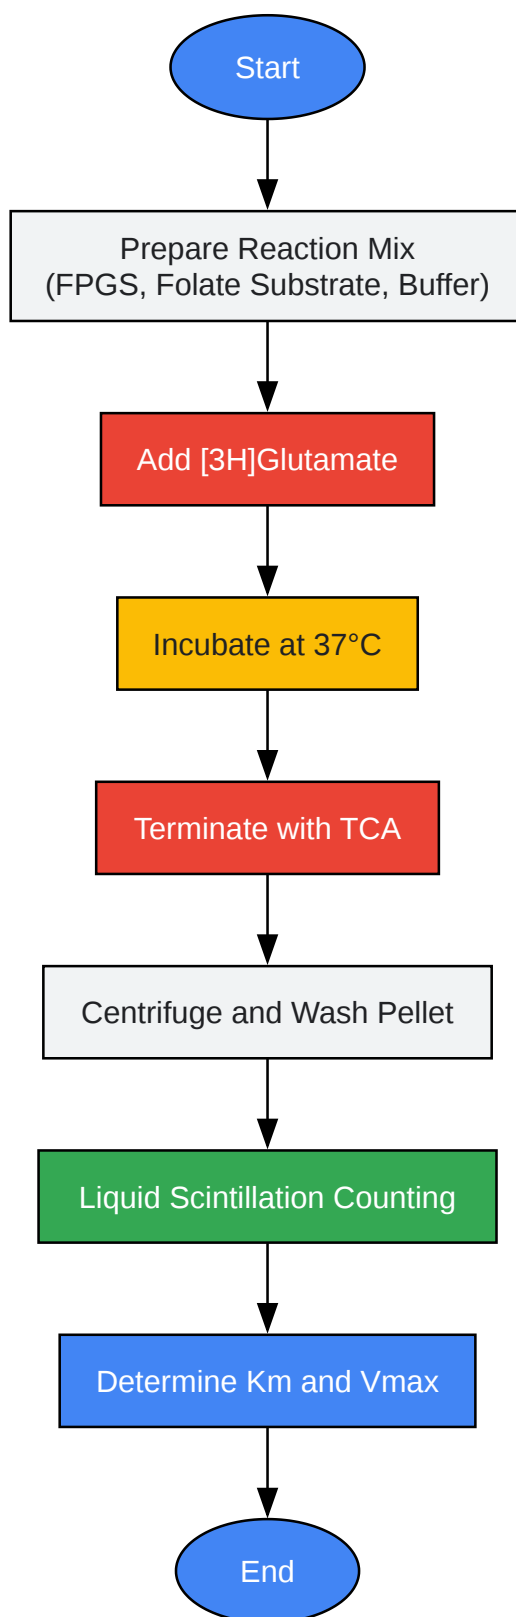 Start
Prepare Reaction Mix
(FPGS, Folate Substrate, Buffer)
Add [3H]Glutamate
Incubate at 37°C
Terminate with TCA
Centrifuge and Wash Pellet
Liquid Scintillation Counting
Determine Km and Vmax
End